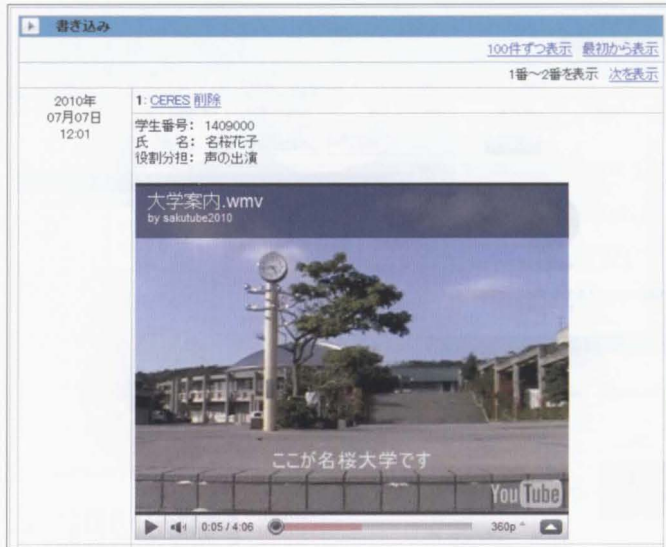 書き込み
100件ずつ表示 最初から表示
1番～2番を表示 次を表示
2010年
07月07日
12:01
1: CERES 削除
学生番号： 1409000
氏　　名： 名桜花子
役割分担： 声の出演
大学案内.wmv
by sakutube2010
ここが名桜大学です
YouTube
0:05 / 4:06
360p